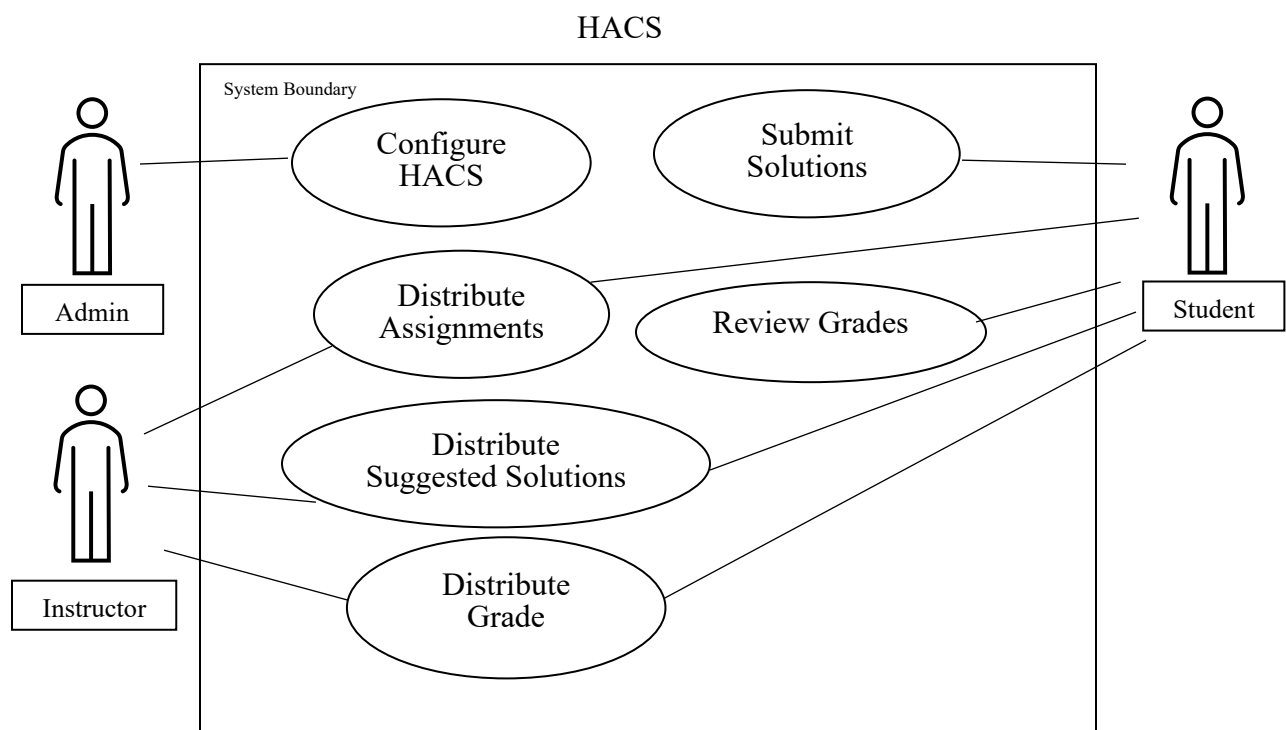 HACS
System Boundary
Configure
HACS
Submit
Solutions
Distribute
Assignments
Review Grades
Admin
Student
Distribute
Suggested Solutions
Distribute
Grade
Instructor